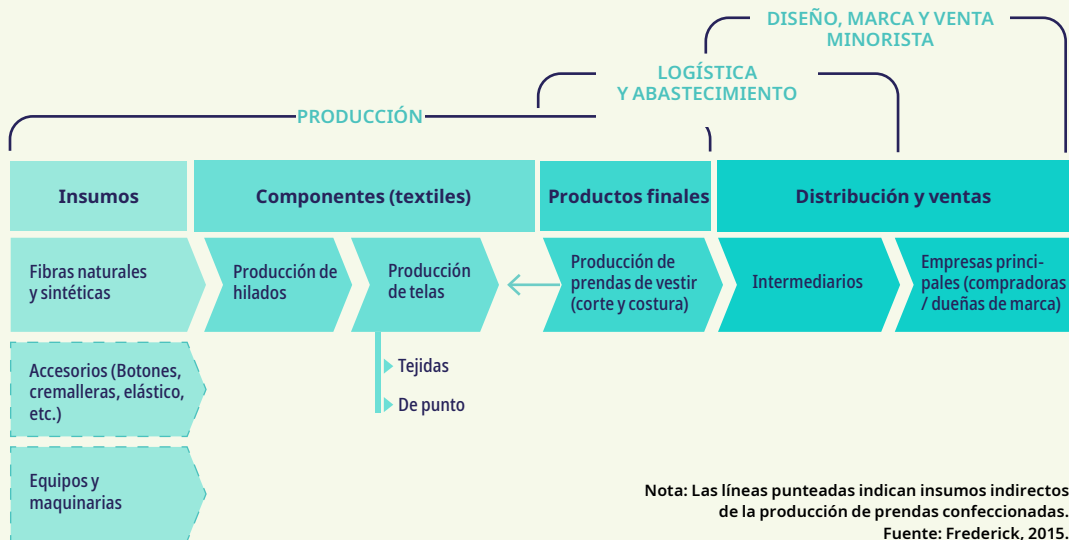 DISEÑO, MARCA Y VENTA
MINORISTA
LOGÍSTICA
Y ABASTECIMIENTO
PRODUCCIÓN
Insumos
Componentes (textiles)
Productos finales
Distribución y ventas
Fibras naturales
y sintéticas
Producción de
hilados
Producción
de telas
Producción de
prendas de vestir
(corte y costura)
Intermediarios
Empresas princi-
pales (compradoras
/ dueñas de marca)
Accesorios (Botones,
cremalleras, elástico,
etc.)
Tejidas
De punto
Equipos y
maquinarias
Nota: Las líneas punteadas indican insumos indirectos
de la producción de prendas confeccionadas.
Fuente: Frederick, 2015.